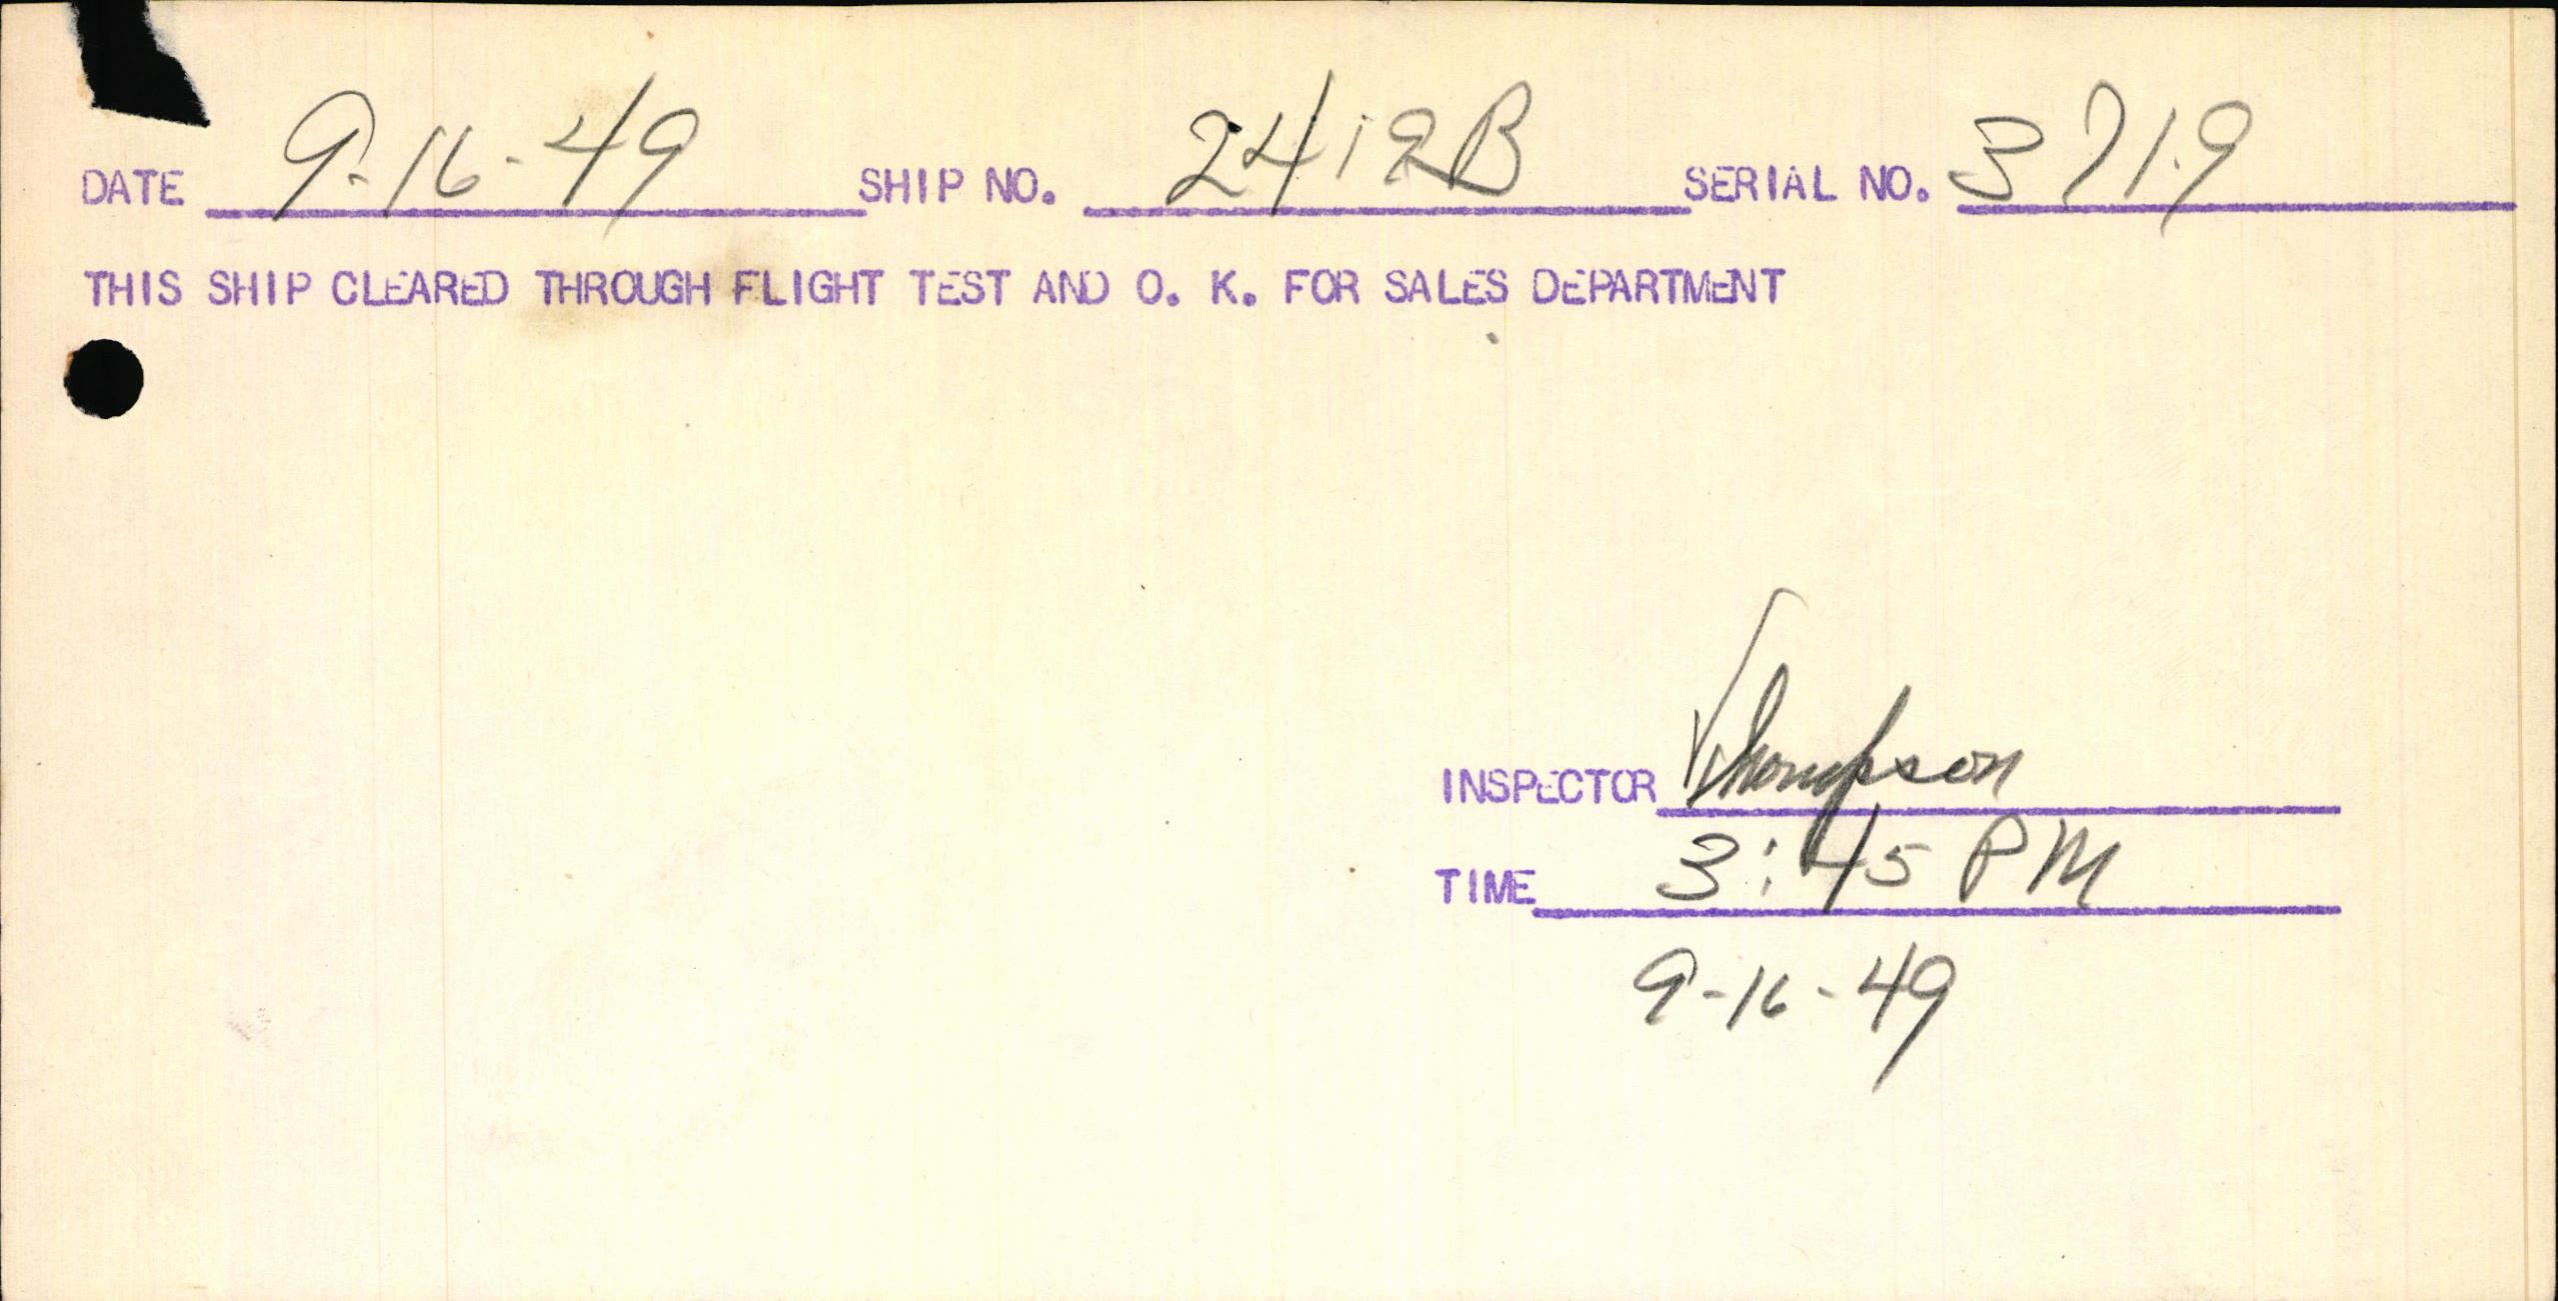 DATE 9-16-49 SHIP NO. 2412B SERIAL NO. 3719
THIS SHIP CLEARED THROUGH FLIGHT TEST AND O. K. FOR SALES DEPARTMENT
INSPECTOR Thompson
TIME 3:45 PM
9-16-49